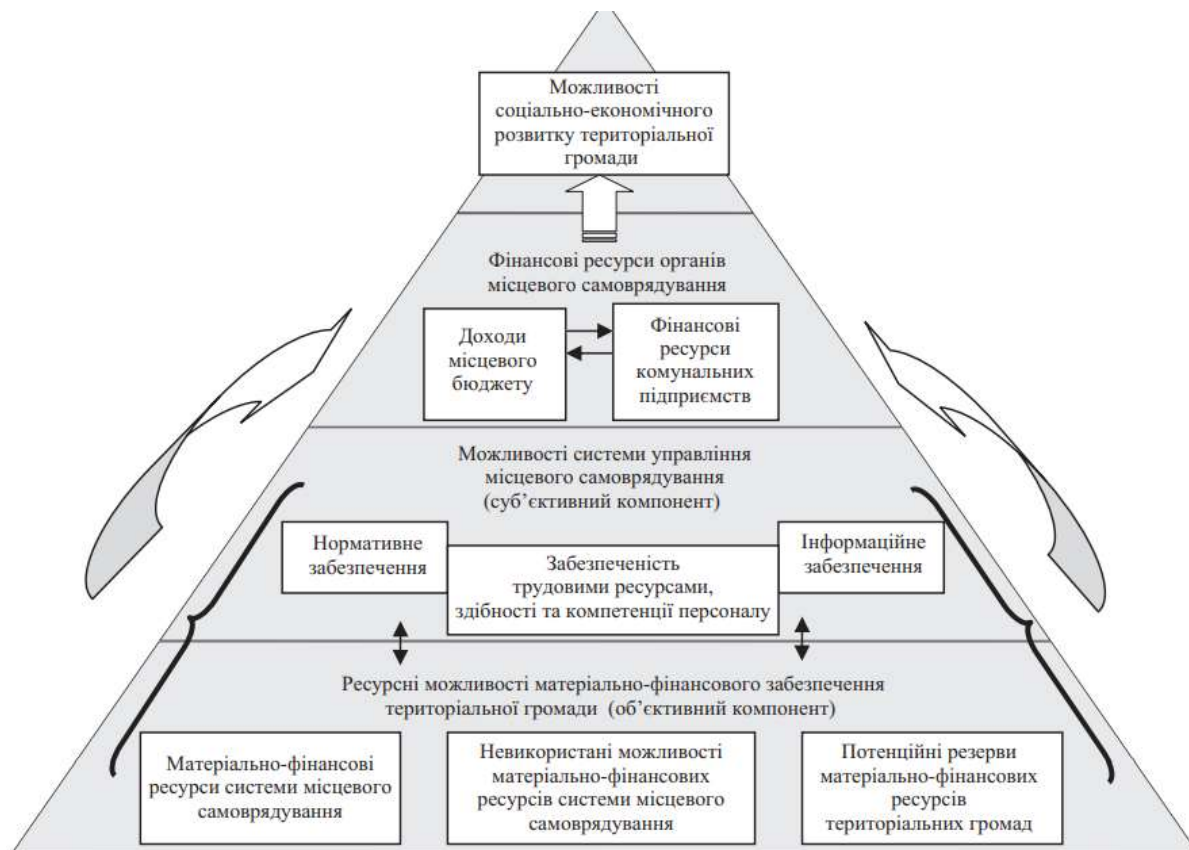 Можливості
соціально-економічного
розвитку територіальної
громади
Фінансові ресурси органів
місцевого самоврядування
Доходи
місцевого
бюджету
Фінансові
ресурси
комунальних
підприємств
Можливості системи управління
місцевого самоврядування
(суб’єктивний компонент)
Нормативне
забезпечення
Забезпеченість
трудовими ресурсами,
здібності та компетенції персоналу
Інформаційне
забезпечення
Ресурсні можливості матеріально-фінансового забезпечення
територіальної громади (об’єктивний компонент)
Матеріально-фінансові
ресурси системи місцевого
самоврядування
Невикористані можливості
матеріально-фінансових
ресурсів системи місцевого
самоврядування
Потенційні резерви
матеріально-фінансових
ресурсів
територіальних громад